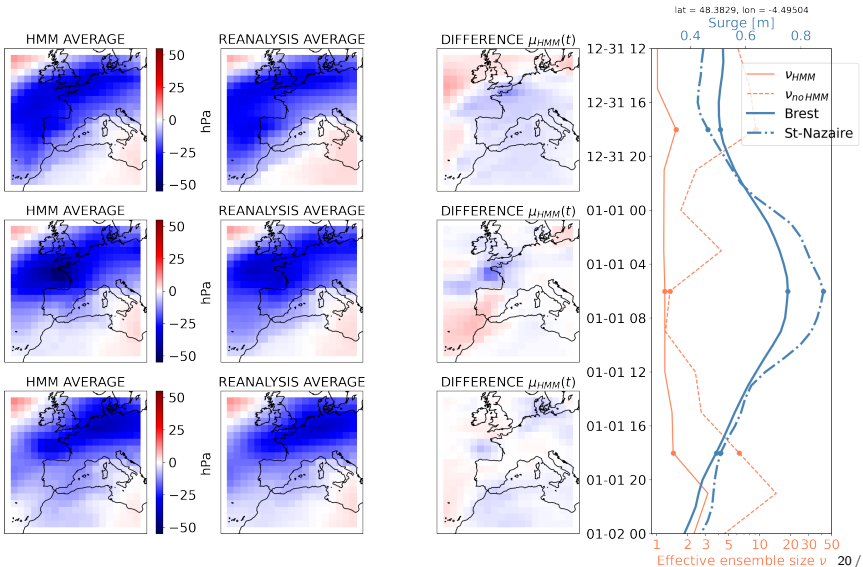 lat = 48.3829, lon = -4.49504
Surge [m]
0.4 0.6 0.8
HMM AVERAGE
REANALYSIS AVERAGE
DIFFERENCE μHMM(t)
50
25
0
−25
−50
hPa
HMM AVERAGE
REANALYSIS AVERAGE
DIFFERENCE μHMM(t)
50
25
0
−25
−50
hPa
HMM AVERAGE
REANALYSIS AVERAGE
DIFFERENCE μHMM(t)
50
25
0
−25
−50
hPa
12-31 12
12-31 16
12-31 20
01-01 00
01-01 04
01-01 08
01-01 12
01-01 16
01-01 20
01-02 00
νHMM
νno HMM
Brest
St-Nazaire
1 2 3 5 10 20 30 50
Effective ensemble size ν
20 /